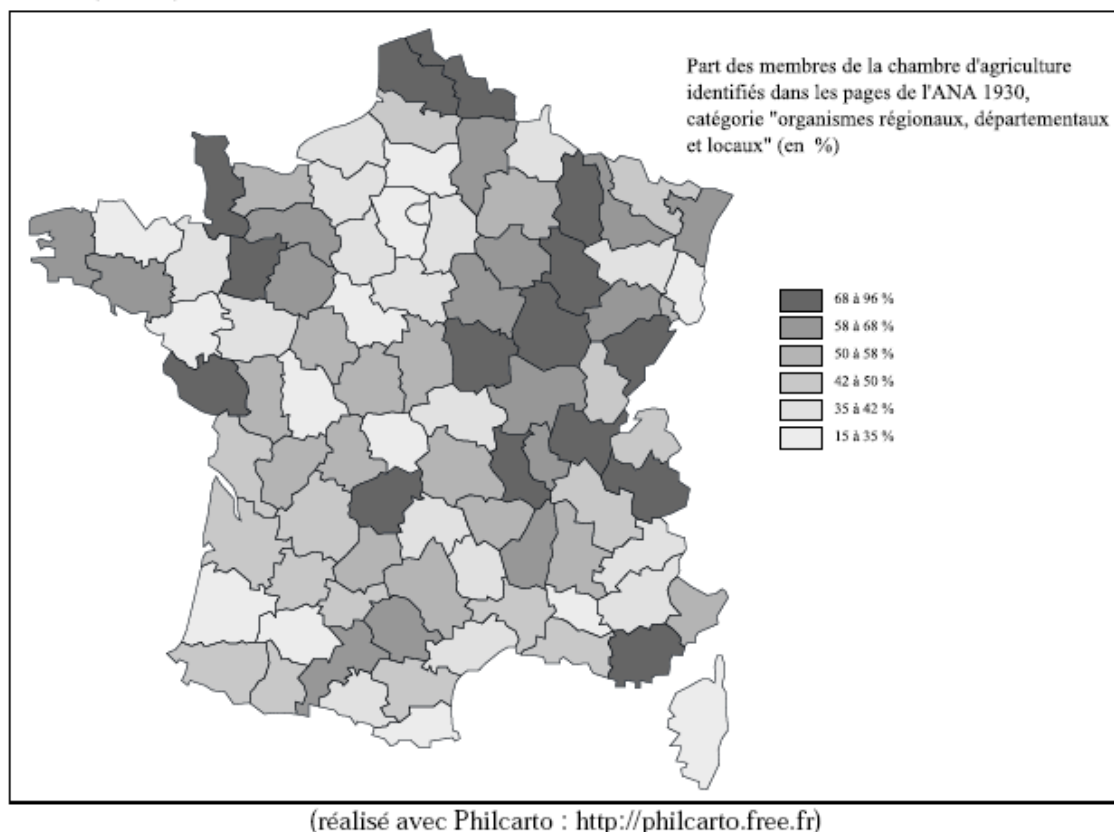 Part des membres de la chambre d'agriculture
identifiés dans les pages de l'ANA 1930,
catégorie "organismes régionaux, départementaux
et locaux" (en %)
68 à 96 %
58 à 68 %
50 à 58 %
42 à 50 %
35 à 42 %
15 à 35 %
(réalisé avec Philcarto : http://philcarto.free.fr)